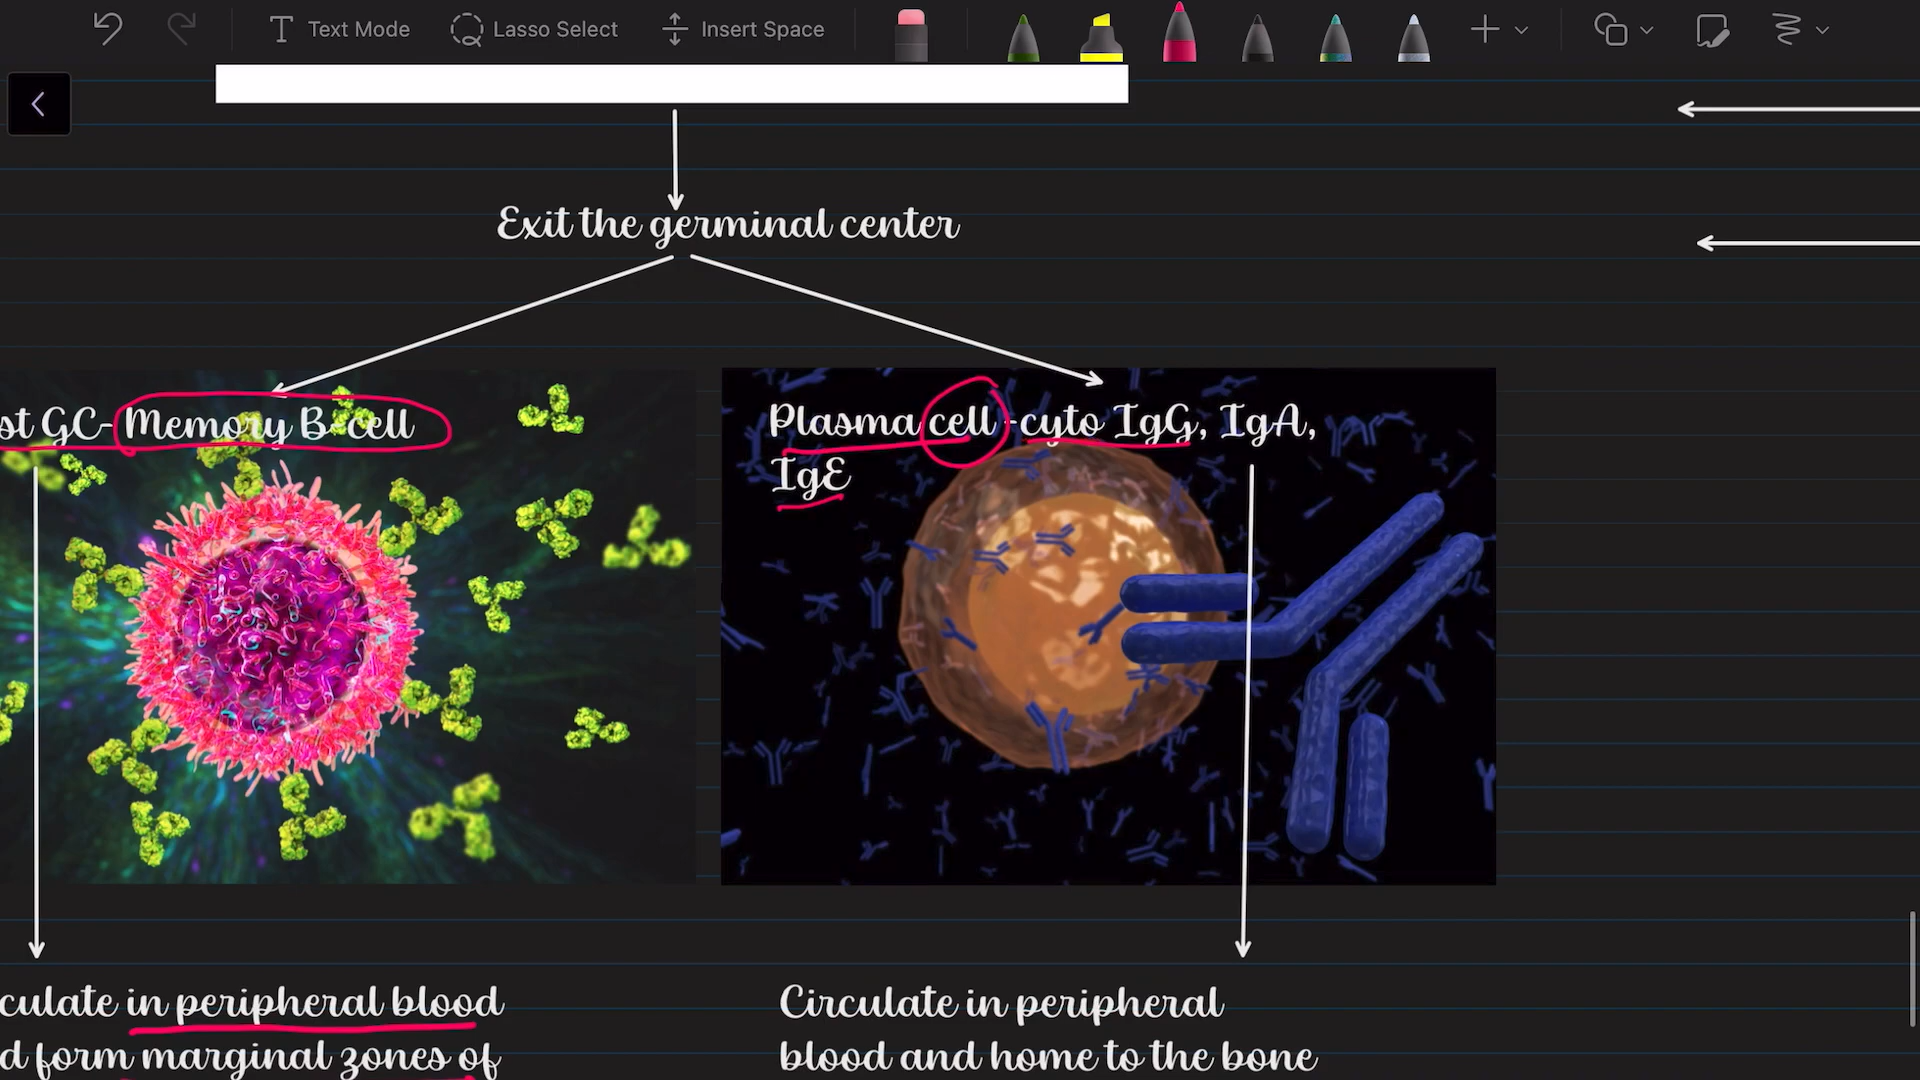 Text Mode
Lasso Select
Insert Space
Exit the germinal center
st GC- Memory B-cell
Plasma cell -cyto IgG, IgA,
IgE
culate in peripheral blood
d form marginal zones of
Circulate in peripheral
blood and home to the bone